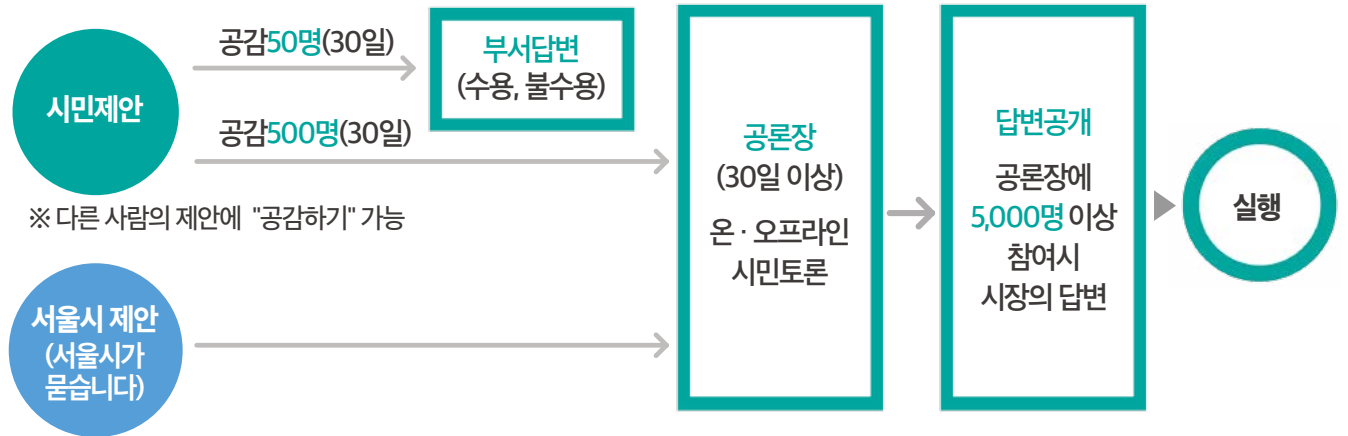 시민제안
공감50명(30일)
부서답변
(수용, 불수용)
공감500명(30일)
※ 다른 사람의 제안에 "공감하기" 가능
서울시 제안
(서울시가
묻습니다)
공론장
(30일 이상)
온 · 오프라인
시민토론
답변공개
공론장에
5,000명 이상
참여시
시장의 답변
실행